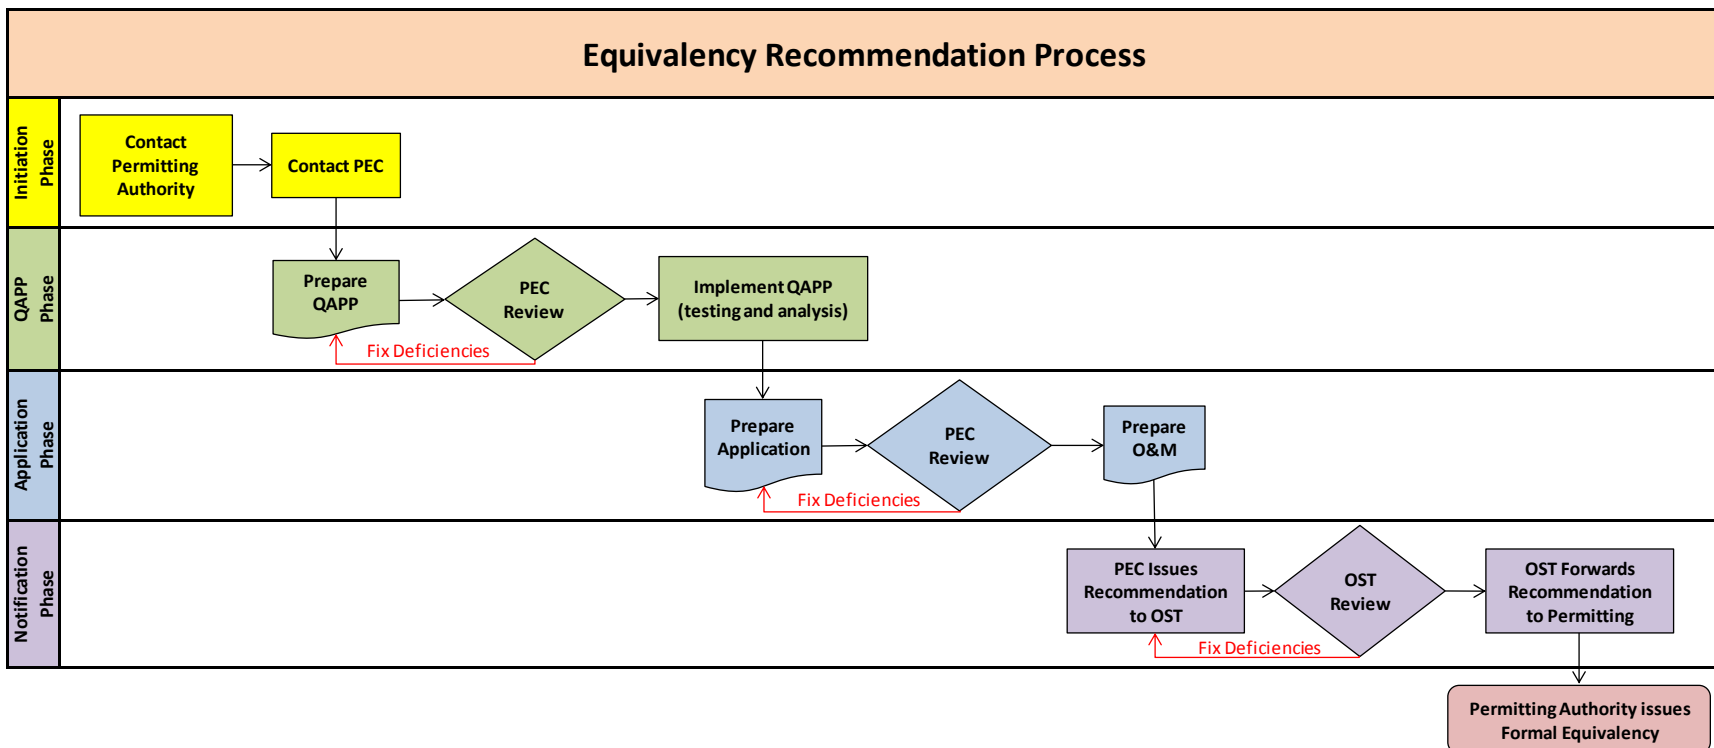 Equivalency Recommendation Process
Initiation
Phase
Contact
Permitting
Authority
Contact PEC
QAPP
Phase
Prepare
QAPP
PEC
Review
Implement QAPP
(testing and analysis)
Fix Deficiencies
Application
Phase
Prepare
Application
PEC
Review
Prepare
O&M
Fix Deficiencies
Notification
Phase
PEC Issues
Recommendation
to OST
OST
Review
OST Forwards
Recommendation
to Permitting
Fix Deficiencies
Permitting Authority issues
Formal Equivalency